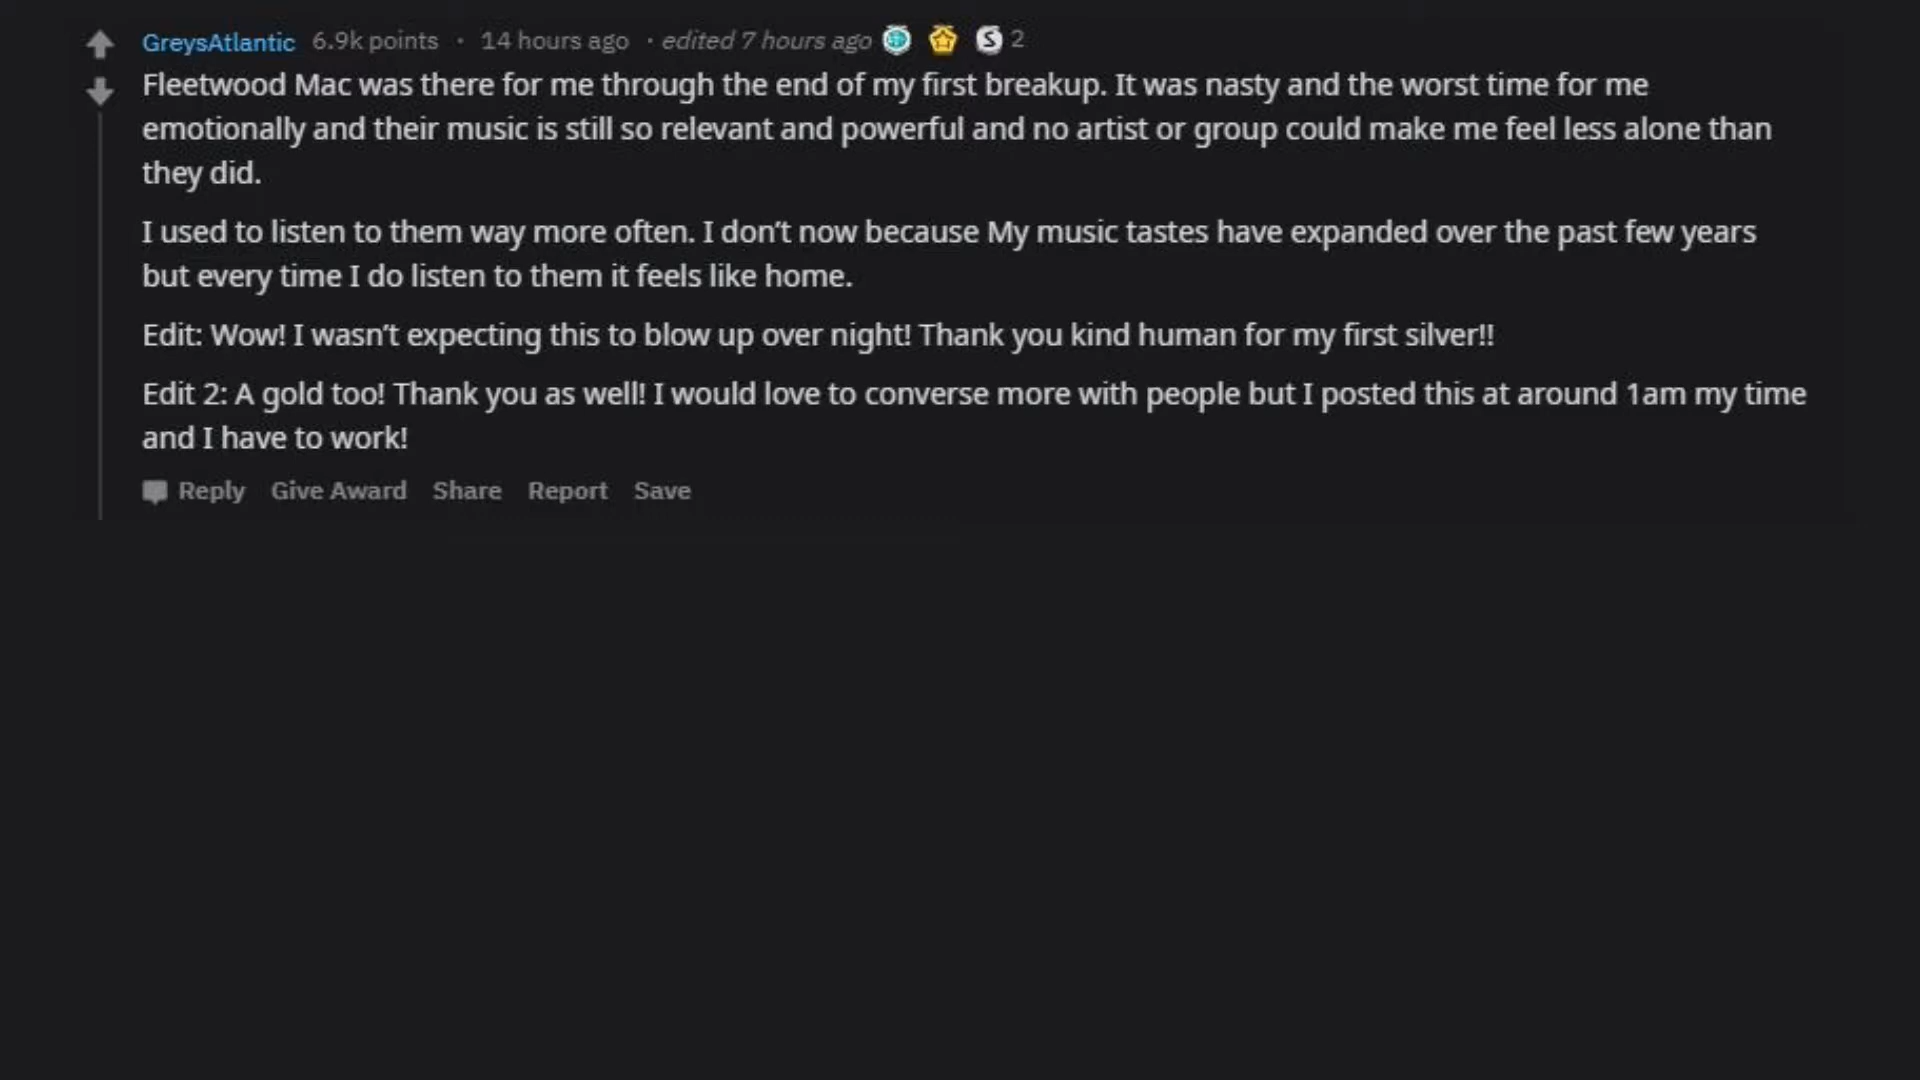 GreysAtlantic 6.9k points · 14 hours ago · edited 7 hours ago S 2
Fleetwood Mac was there for me through the end of my first breakup. It was nasty and the worst time for me
emotionally and their music is still so relevant and powerful and no artist or group could make me feel less alone than
they did.
I used to listen to them way more often. I don’t now because My music tastes have expanded over the past few years
but every time I do listen to them it feels like home.
Edit: Wow! I wasn’t expecting this to blow up over night! Thank you kind human for my first silver!!
Edit 2: A gold too! Thank you as well! I would love to converse more with people but I posted this at around 1am my time
and I have to work!
Reply Give Award Share Report Save